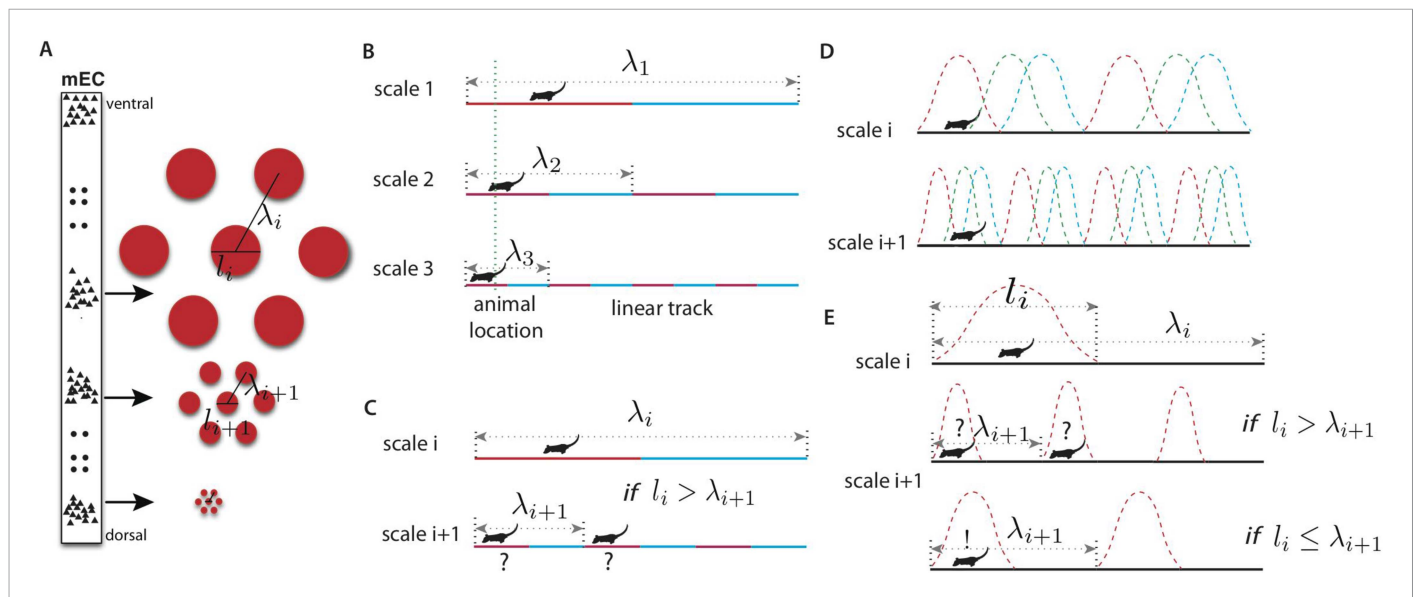 A
mEC
ventral
λi
li
λi+1
li+1
dorsal
B
scale 1
λ1
scale 2
λ2
scale 3
λ3
animal
location
linear track
C
scale i
λi
if li > λi+1
scale i+1
λi+1
? ?
D
scale i
scale i+1
E
li
λi
scale i
? λi+1 ?
if li > λi+1
scale i+1
! λi+1
if li ≤ λi+1